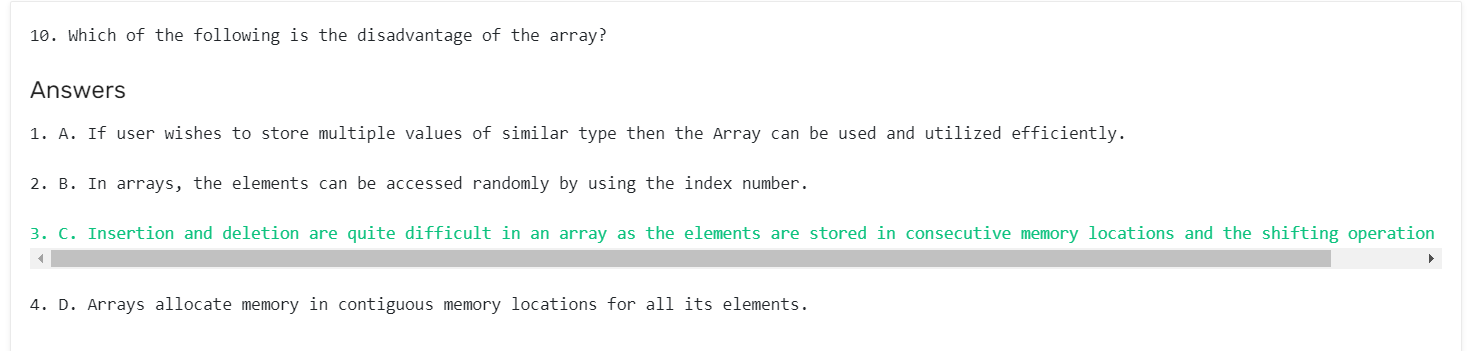 10. Which of the following is the disadvantage of the array?
Answers
1. A. If user wishes to store multiple values of similar type then the Array can be used and utilized efficiently.
2. B. In arrays, the elements can be accessed randomly by using the index number.
3. C. Insertion and deletion are quite difficult in an array as the elements are stored in consecutive memory locations and the shifting operation
4. D. Arrays allocate memory in contiguous memory locations for all its elements.